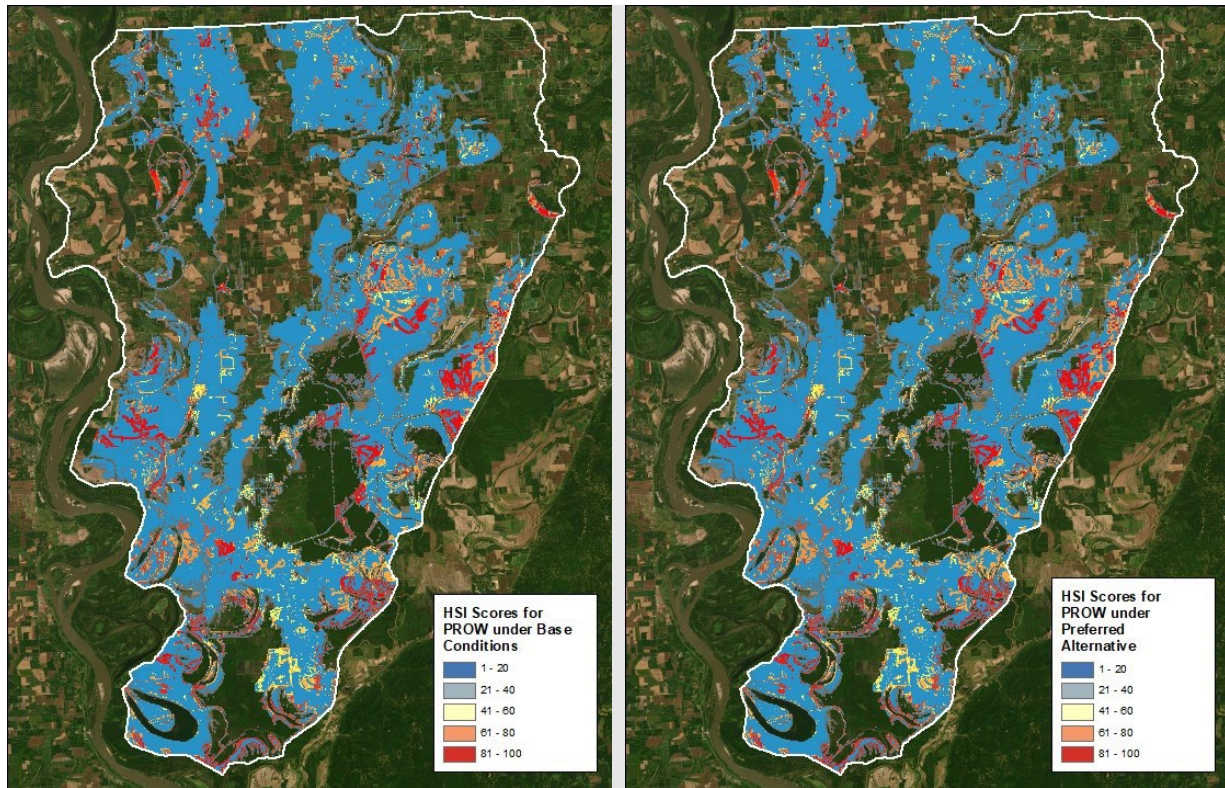 HSI Scores for
PROW under Base
Conditions
1 - 20
21 - 40
41 - 60
61 - 80
81 - 100
HSI Scores for
PROW under
Preferred
Alternative
1 - 20
21 - 40
41 - 60
61 - 80
81 - 100